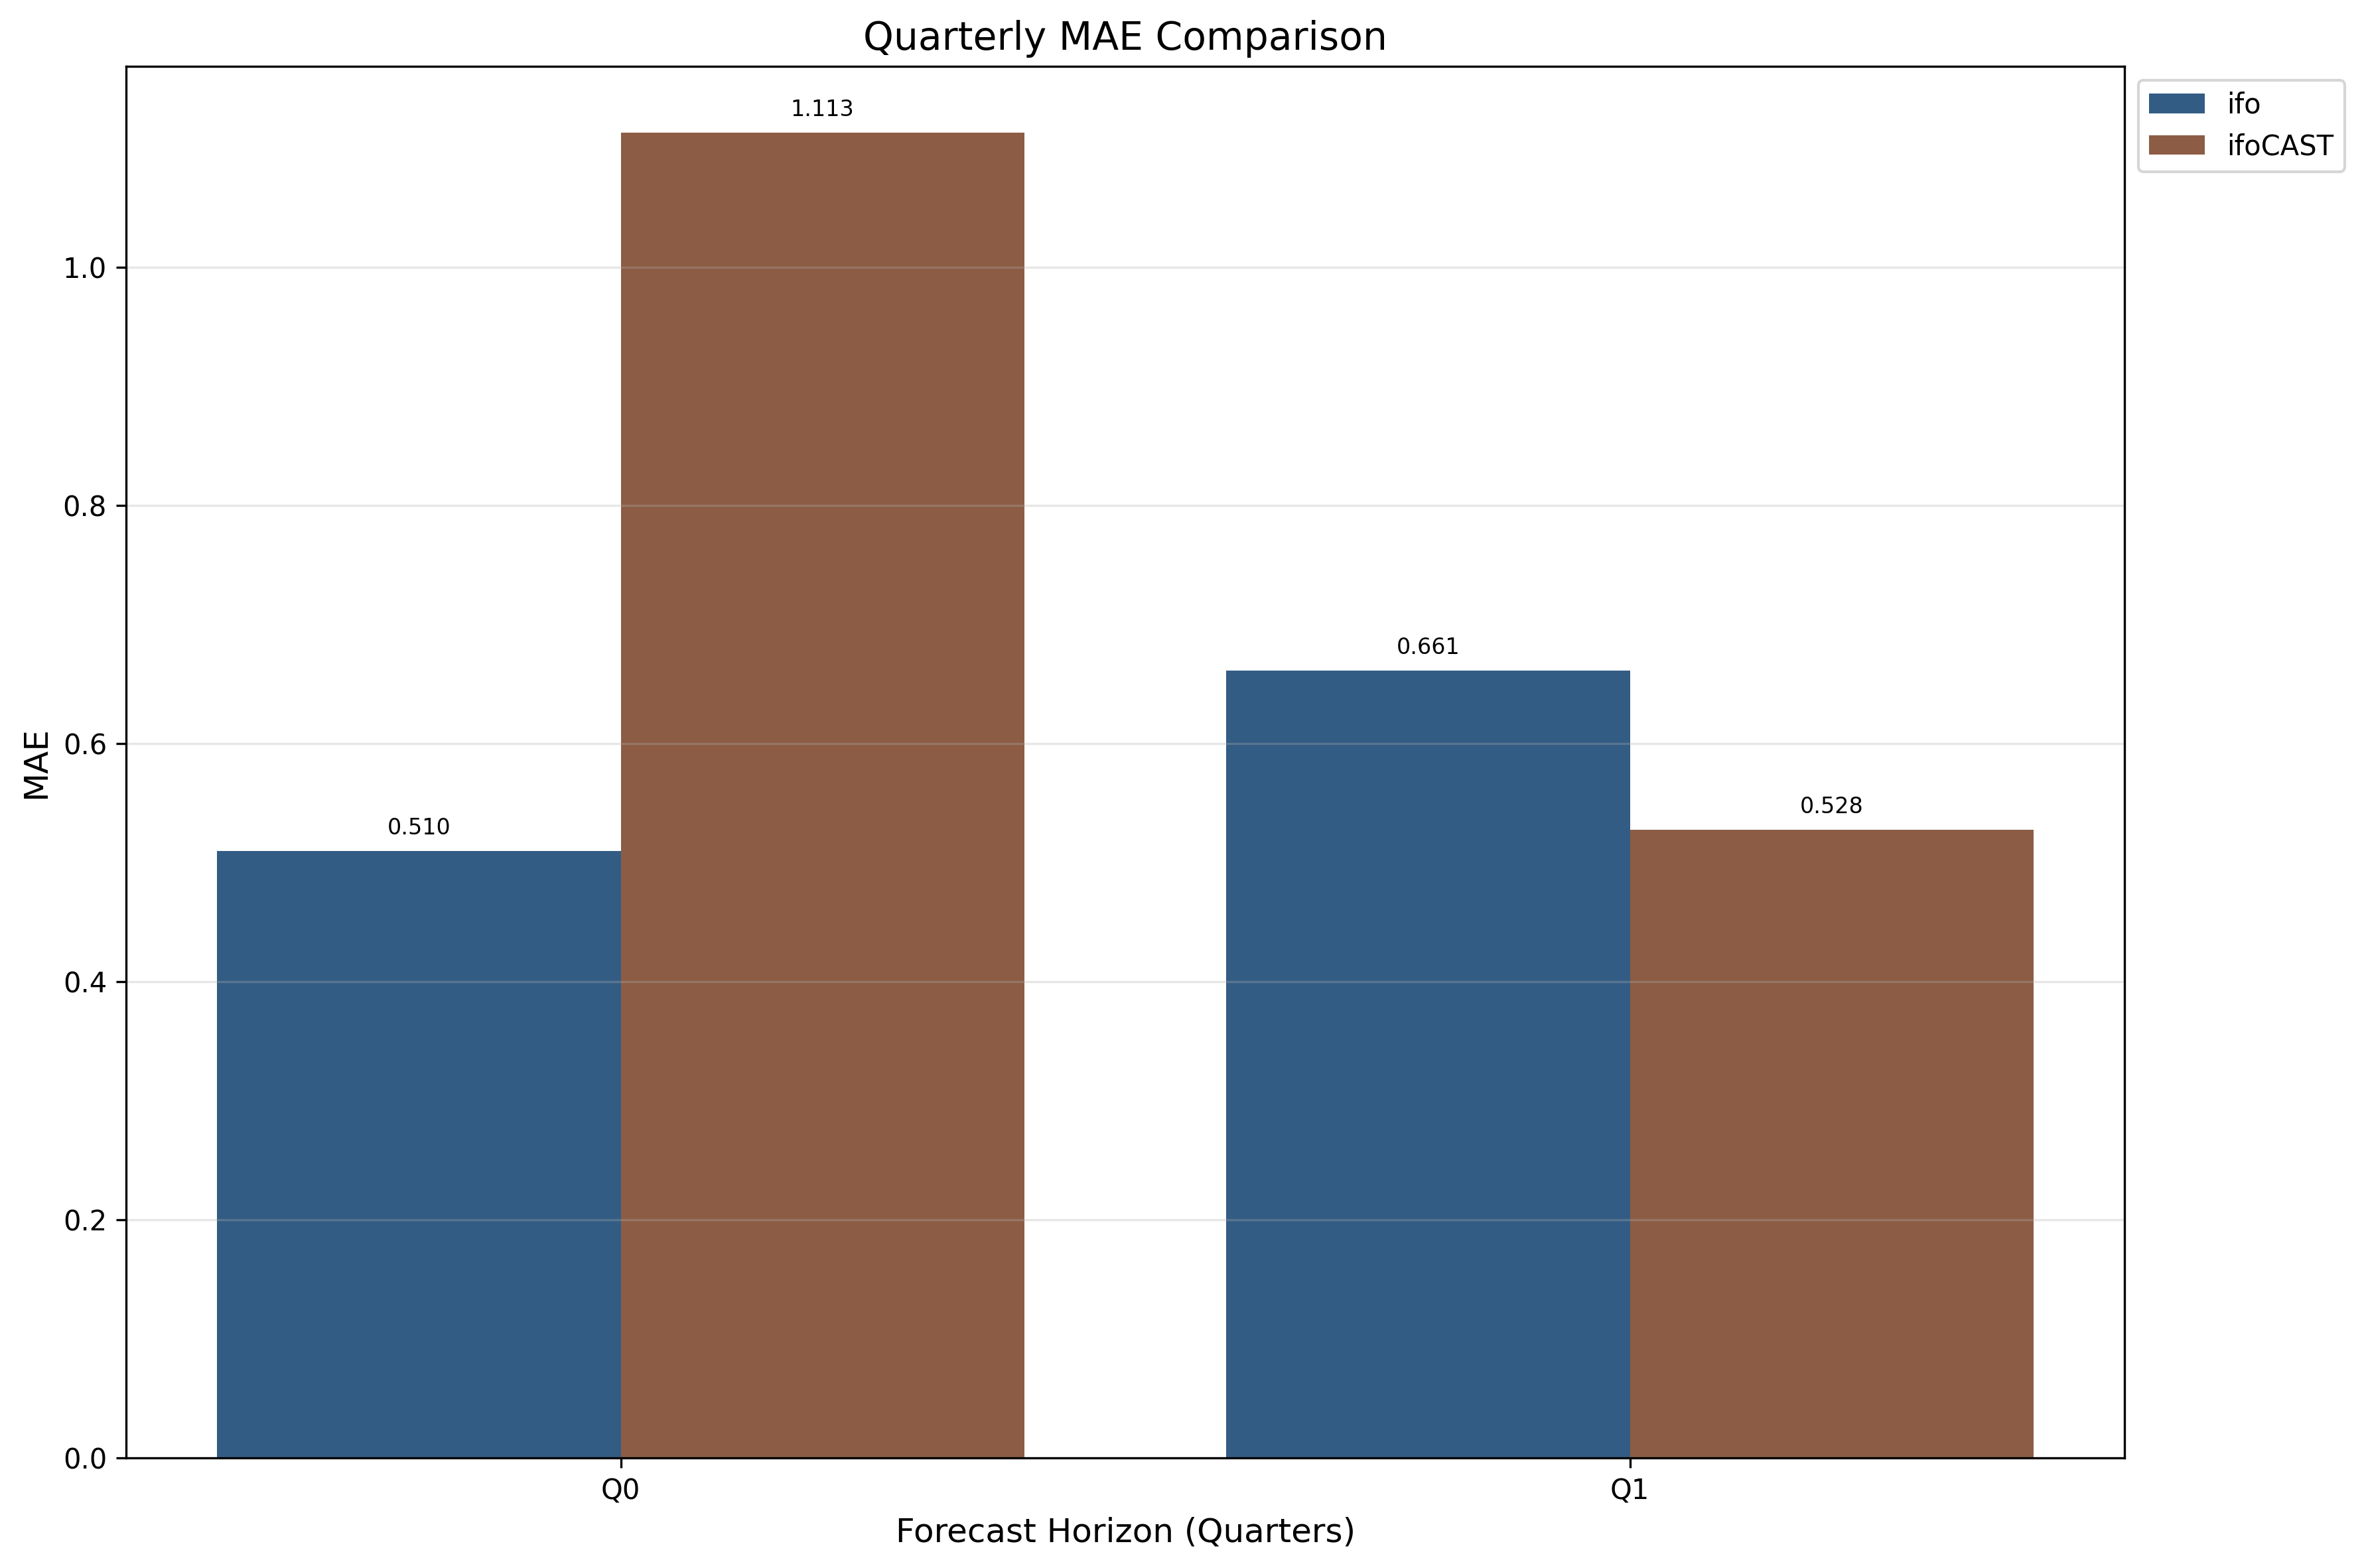 Quarterly MAE Comparison
ifo
ifoCAST
1.113
1.0
0.8
0.661
0.6
0.528
0.510
0.4
0.2
0.0
MAE
Q0
Q1
Forecast Horizon (Quarters)